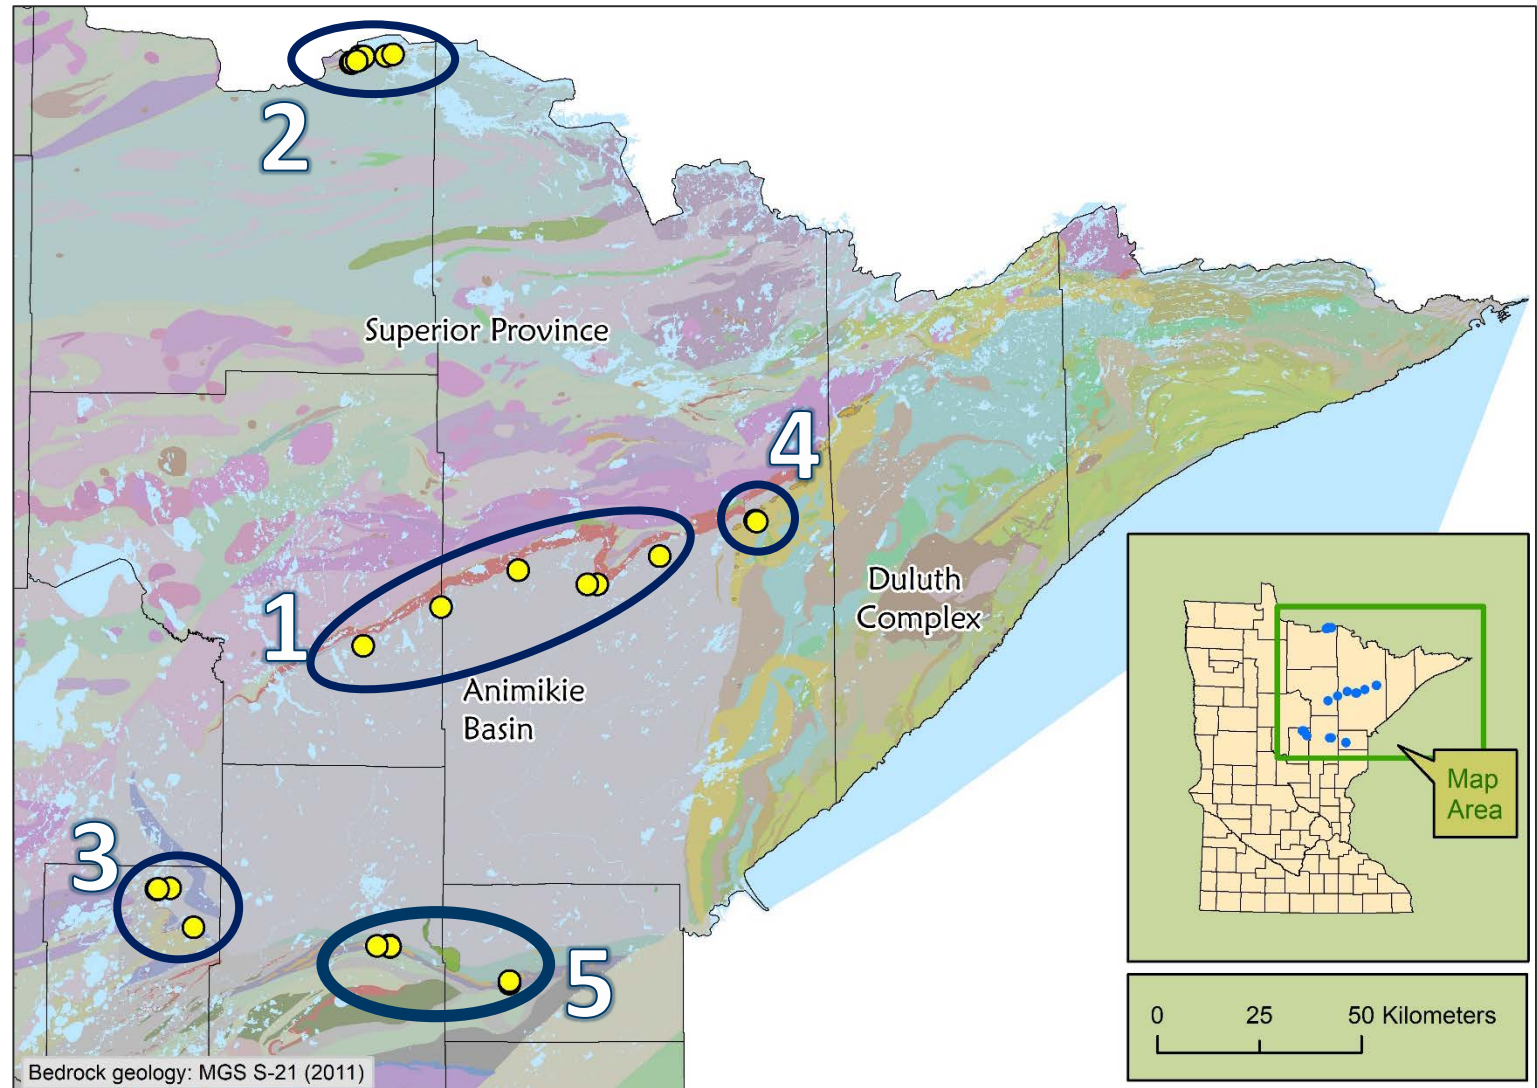 2
Superior Province
4
Duluth
Complex
1
Animikie
Basin
Map
Area
3
5
0 25 50 Kilometers
Bedrock geology: MGS S-21 (2011)